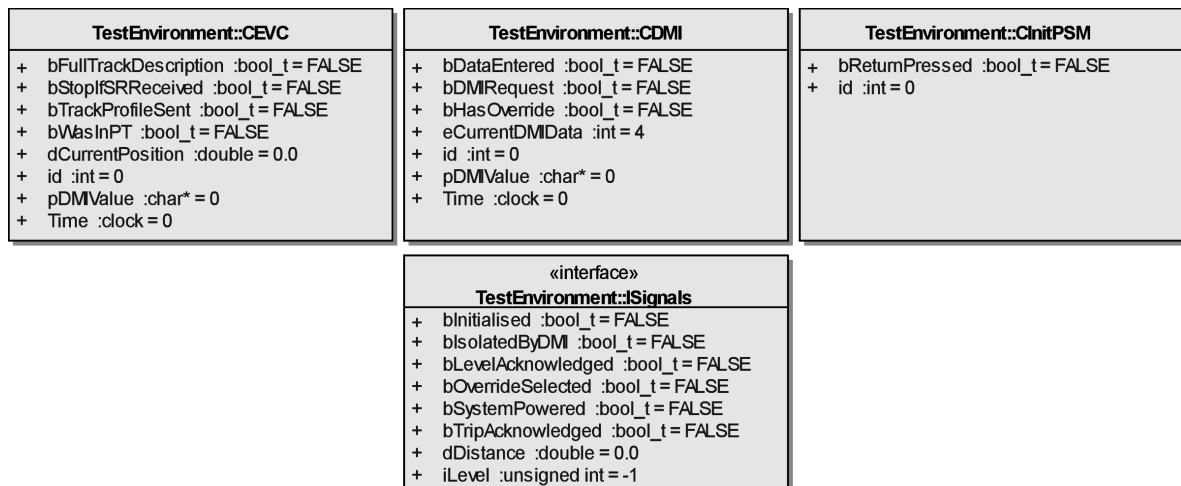 TestEnvironment::CEVC
+ bFullTrackDescription :bool_t = FALSE
+ bStopIfSRReceived :bool_t = FALSE
+ bTrackProfileSent :bool_t = FALSE
+ bWasInPT :bool_t = FALSE
+ dCurrentPosition :double = 0.0
+ id :int = 0
+ pDMIValue :char* = 0
+ Time :clock = 0
TestEnvironment::CDMI
+ bDataEntered :bool_t = FALSE
+ bDMIRequest :bool_t = FALSE
+ bHasOverride :bool_t = FALSE
+ eCurrentDMIData :int = 4
+ id :int = 0
+ pDMIValue :char* = 0
+ Time :clock = 0
TestEnvironment::CInitPSM
+ bReturnPressed :bool_t = FALSE
+ id :int = 0
«interface»
TestEnvironment::ISignals
+ bInitialised :bool_t = FALSE
+ bIsolatedByDMI :bool_t = FALSE
+ bLevelAcknowledged :bool_t = FALSE
+ bOverrideSelected :bool_t = FALSE
+ bSystemPowered :bool_t = FALSE
+ bTripAcknowledged :bool_t = FALSE
+ dDistance :double = 0.0
+ iLevel :unsigned int = -1